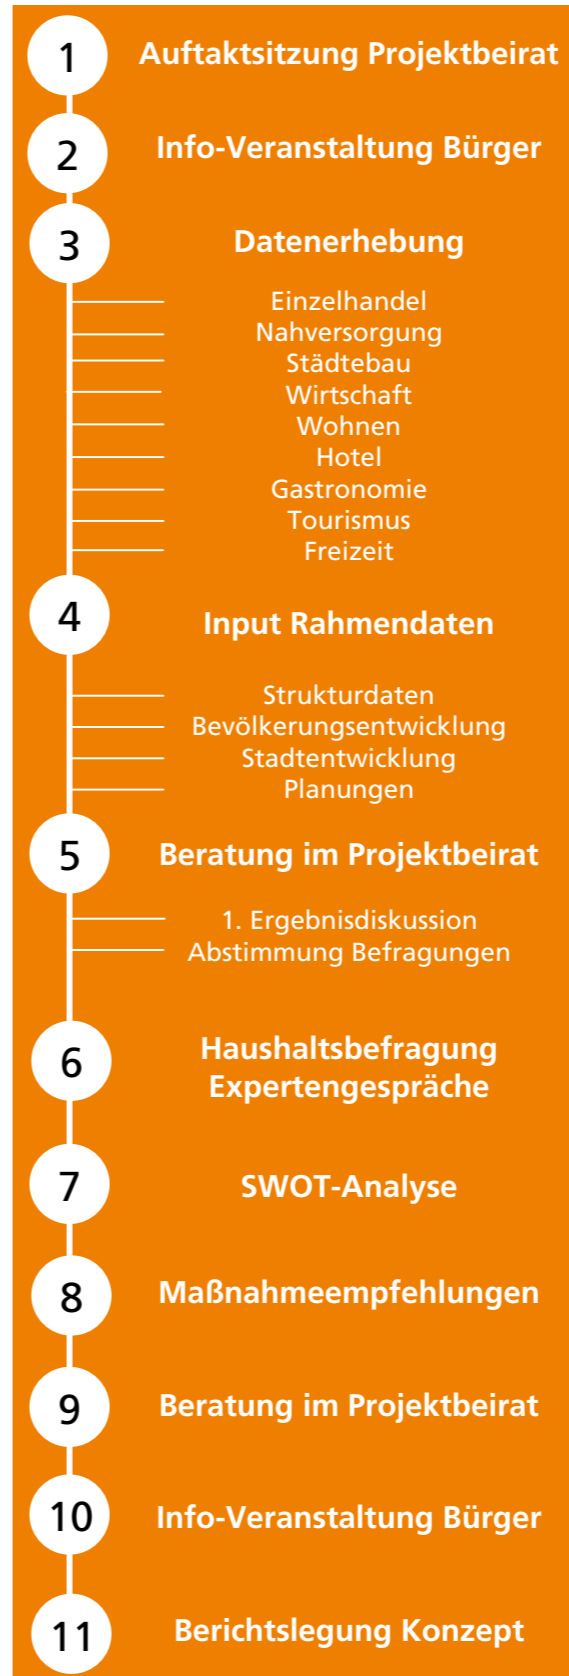 1 Auftaktsitzung Projektbeirat
2 Info-Veranstaltung Bürger
3 Datenerhebung
Einzelhandel
Nahversorgung
Städtebau
Wirtschaft
Wohnen
Hotel
Gastronomie
Tourismus
Freizeit
4 Input Rahmendaten
Strukturdaten
Bevölkerungsentwicklung
Stadtentwicklung
Planungen
5 Beratung im Projektbeirat
1. Ergebnisdiskussion
Abstimmung Befragungen
6 Haushaltsbefragung
Expertengespräche
7 SWOT-Analyse
8 Maßnahmeempfehlungen
9 Beratung im Projektbeirat
10 Info-Veranstaltung Bürger
11 Berichtslegung Konzept